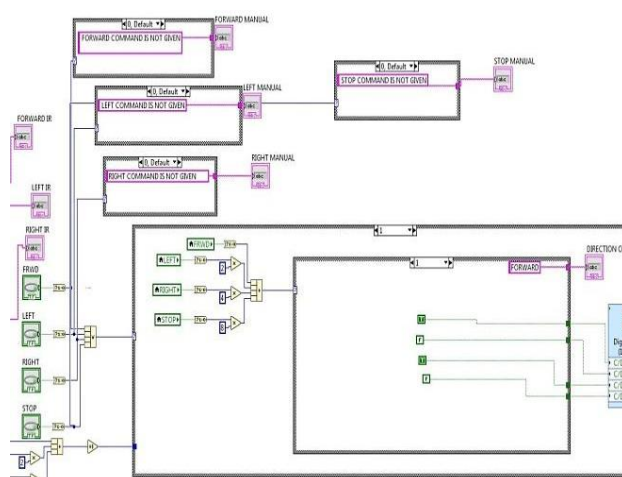 FORWARD MANUAL
0, Default
FORWARD COMMAND IS NOT GIVEN
STOP MANUAL
0, Default
STOP COMMAND IS NOT GIVEN
LEFT MANUAL
0, Default
LEFT COMMAND IS NOT GIVEN
RIGHT MANUAL
0, Default
RIGHT COMMAND IS NOT GIVEN
FORWARD IR
LEFT IR
RIGHT IR
FRWD
LEFT
RIGHT
STOP
1
FRWD
LEFT
2
RIGHT
4
STOP
8
1
FORWARD
DIRECTION
F
F
Dig
2